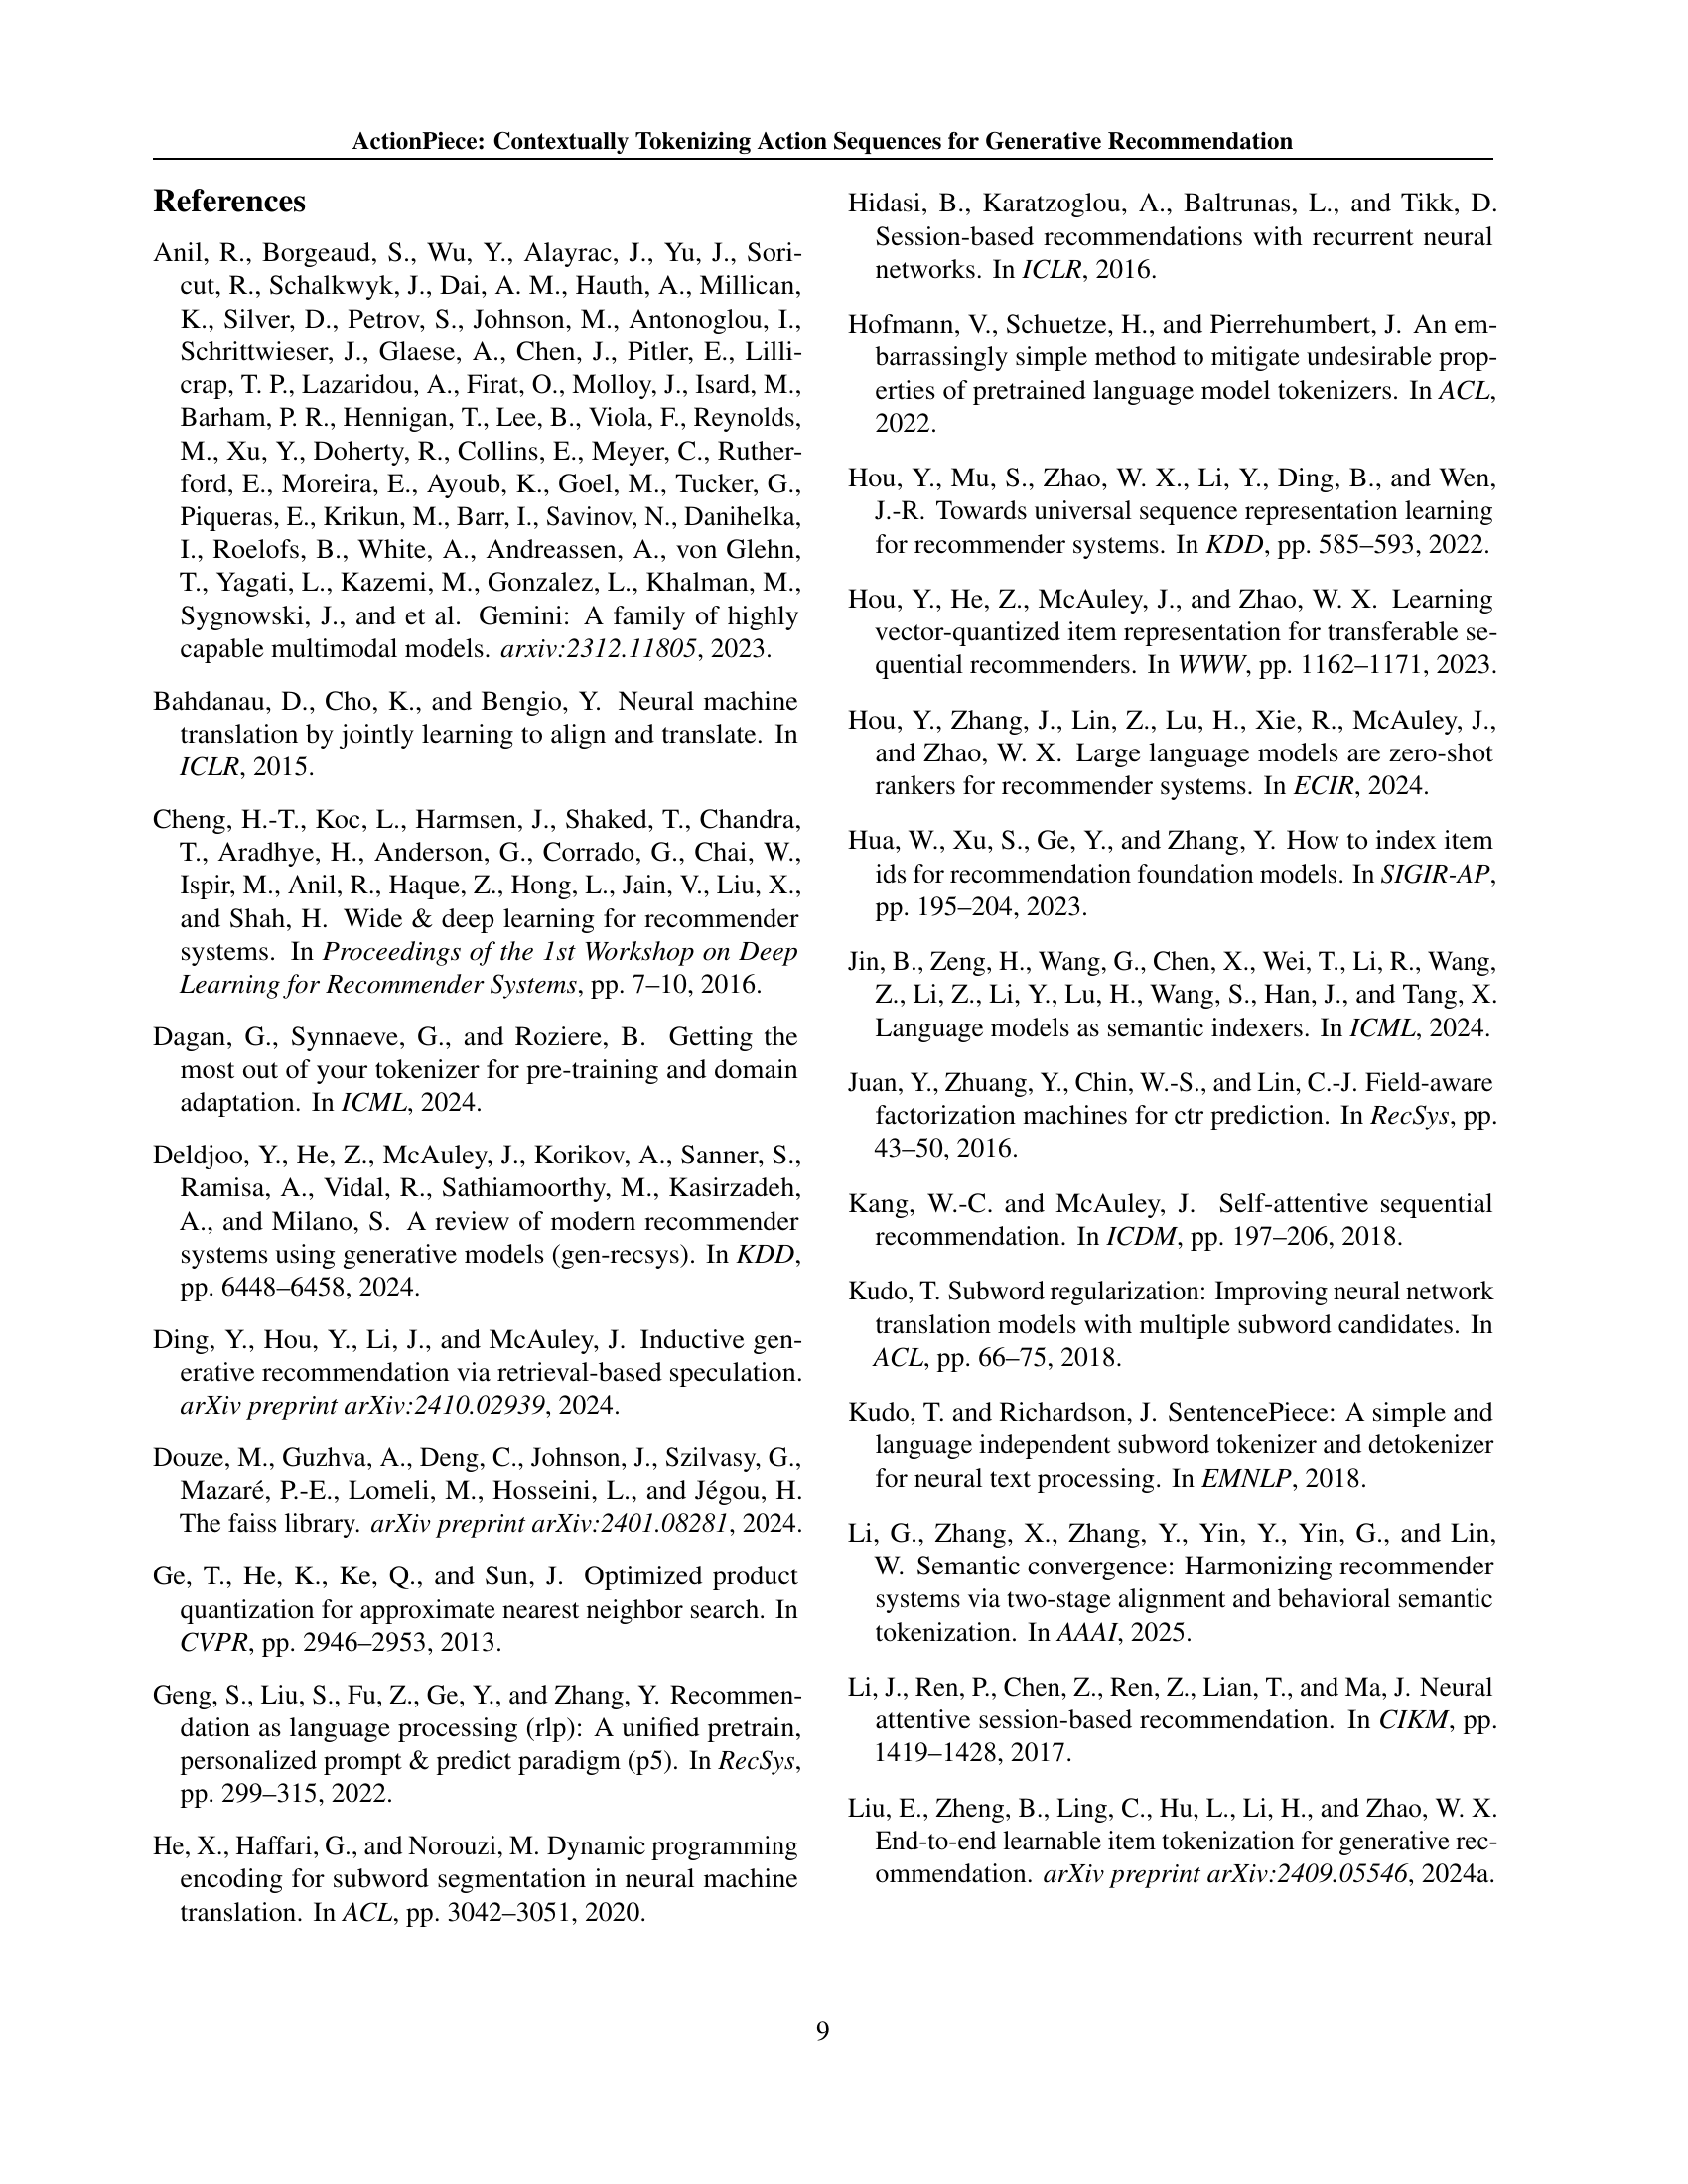 ActionPiece: Contextually Tokenizing Action Sequences for Generative Recommendation
References
Anil, R., Borgeaud, S., Wu, Y., Alayrac, J., Yu, J., Sori-
cut, R., Schalkwyk, J., Dai, A. M., Hauth, A., Millican,
K., Silver, D., Petrov, S., Johnson, M., Antonoglou, I.,
Schrittwieser, J., Glaese, A., Chen, J., Pitler, E., Lilli-
crap, T. P., Lazaridou, A., Firat, O., Molloy, J., Isard, M.,
Barham, P. R., Hennigan, T., Lee, B., Viola, F., Reynolds,
M., Xu, Y., Doherty, R., Collins, E., Meyer, C., Ruther-
ford, E., Moreira, E., Ayoub, K., Goel, M., Tucker, G.,
Piqueras, E., Krikun, M., Barr, I., Savinov, N., Danihelka,
I., Roelofs, B., White, A., Andreassen, A., von Glehn,
T., Yagati, L., Kazemi, M., Gonzalez, L., Khalman, M.,
Sygnowski, J., and et al. Gemini: A family of highly
capable multimodal models. arxiv:2312.11805, 2023.
Bahdanau, D., Cho, K., and Bengio, Y. Neural machine
translation by jointly learning to align and translate. In
ICLR, 2015.
Cheng, H.-T., Koc, L., Harmsen, J., Shaked, T., Chandra,
T., Aradhye, H., Anderson, G., Corrado, G., Chai, W.,
Ispir, M., Anil, R., Haque, Z., Hong, L., Jain, V., Liu, X.,
and Shah, H. Wide & deep learning for recommender
systems. In Proceedings of the 1st Workshop on Deep
Learning for Recommender Systems, pp. 7–10, 2016.
Dagan, G., Synnaeve, G., and Roziere, B. Getting the
most out of your tokenizer for pre-training and domain
adaptation. In ICML, 2024.
Deldjoo, Y., He, Z., McAuley, J., Korikov, A., Sanner, S.,
Ramisa, A., Vidal, R., Sathiamoorthy, M., Kasirzadeh,
A., and Milano, S. A review of modern recommender
systems using generative models (gen-recsys). In KDD,
pp. 6448–6458, 2024.
Ding, Y., Hou, Y., Li, J., and McAuley, J. Inductive gen-
erative recommendation via retrieval-based speculation.
arXiv preprint arXiv:2410.02939, 2024.
Douze, M., Guzhva, A., Deng, C., Johnson, J., Szilvasy, G.,
Mazaré, P.-E., Lomeli, M., Hosseini, L., and Jégou, H.
The faiss library. arXiv preprint arXiv:2401.08281, 2024.
Ge, T., He, K., Ke, Q., and Sun, J. Optimized product
quantization for approximate nearest neighbor search. In
CVPR, pp. 2946–2953, 2013.
Geng, S., Liu, S., Fu, Z., Ge, Y., and Zhang, Y. Recommen-
dation as language processing (rlp): A unified pretrain,
personalized prompt & predict paradigm (p5). In RecSys,
pp. 299–315, 2022.
He, X., Haffari, G., and Norouzi, M. Dynamic programming
encoding for subword segmentation in neural machine
translation. In ACL, pp. 3042–3051, 2020.
Hidasi, B., Karatzoglou, A., Baltrunas, L., and Tikk, D.
Session-based recommendations with recurrent neural
networks. In ICLR, 2016.
Hofmann, V., Schuetze, H., and Pierrehumbert, J. An em-
barrassingly simple method to mitigate undesirable prop-
erties of pretrained language model tokenizers. In ACL,
2022.
Hou, Y., Mu, S., Zhao, W. X., Li, Y., Ding, B., and Wen,
J.-R. Towards universal sequence representation learning
for recommender systems. In KDD, pp. 585–593, 2022.
Hou, Y., He, Z., McAuley, J., and Zhao, W. X. Learning
vector-quantized item representation for transferable se-
quential recommenders. In WWW, pp. 1162–1171, 2023.
Hou, Y., Zhang, J., Lin, Z., Lu, H., Xie, R., McAuley, J.,
and Zhao, W. X. Large language models are zero-shot
rankers for recommender systems. In ECIR, 2024.
Hua, W., Xu, S., Ge, Y., and Zhang, Y. How to index item
ids for recommendation foundation models. In SIGIR-AP,
pp. 195–204, 2023.
Jin, B., Zeng, H., Wang, G., Chen, X., Wei, T., Li, R., Wang,
Z., Li, Z., Li, Y., Lu, H., Wang, S., Han, J., and Tang, X.
Language models as semantic indexers. In ICML, 2024.
Juan, Y., Zhuang, Y., Chin, W.-S., and Lin, C.-J. Field-aware
factorization machines for ctr prediction. In RecSys, pp.
43–50, 2016.
Kang, W.-C. and McAuley, J. Self-attentive sequential
recommendation. In ICDM, pp. 197–206, 2018.
Kudo, T. Subword regularization: Improving neural network
translation models with multiple subword candidates. In
ACL, pp. 66–75, 2018.
Kudo, T. and Richardson, J. SentencePiece: A simple and
language independent subword tokenizer and detokenizer
for neural text processing. In EMNLP, 2018.
Li, G., Zhang, X., Zhang, Y., Yin, Y., Yin, G., and Lin,
W. Semantic convergence: Harmonizing recommender
systems via two-stage alignment and behavioral semantic
tokenization. In AAAI, 2025.
Li, J., Ren, P., Chen, Z., Ren, Z., Lian, T., and Ma, J. Neural
attentive session-based recommendation. In CIKM, pp.
1419–1428, 2017.
Liu, E., Zheng, B., Ling, C., Hu, L., Li, H., and Zhao, W. X.
End-to-end learnable item tokenization for generative rec-
ommendation. arXiv preprint arXiv:2409.05546, 2024a.
9